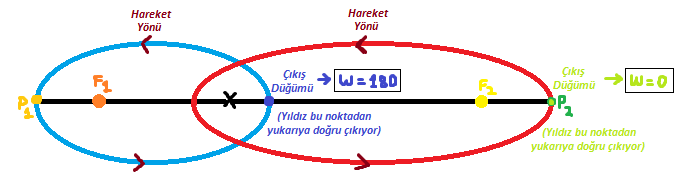 Hareket
Yönü
Hareket
Yönü
Çıkış
Düğümü
W=180
Çıkış
Düğümü
W=0
F1
F2
P1
X
P2
(Yıldız bu noktadan
yukarıya doğru çıkıyor)
(Yıldız bu noktadan
yukarıya doğru çıkıyor)